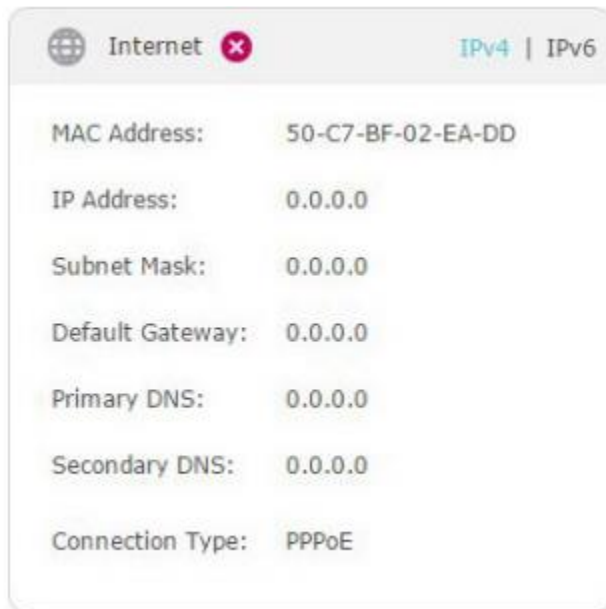 Internet IPv4 | IPv6
MAC Address: 50-C7-BF-02-EA-DD
IP Address: 0.0.0.0
Subnet Mask: 0.0.0.0
Default Gateway: 0.0.0.0
Primary DNS: 0.0.0.0
Secondary DNS: 0.0.0.0
Connection Type: PPPoE